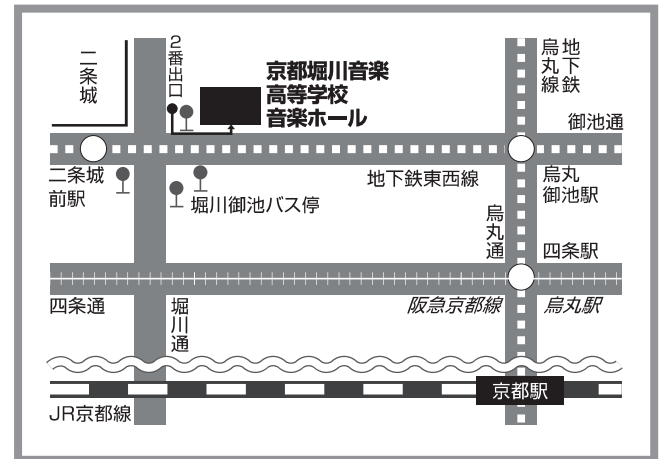 二条城
2番出口
京都堀川音楽
高等学校
音楽ホール
地下鉄
烏丸線
御池通
二条城
前駅
堀川御池バス停
地下鉄東西線
烏丸
御池駅
烏丸通
四条駅
四条通
堀川通
阪急京都線
烏丸駅
京都駅
JR京都線